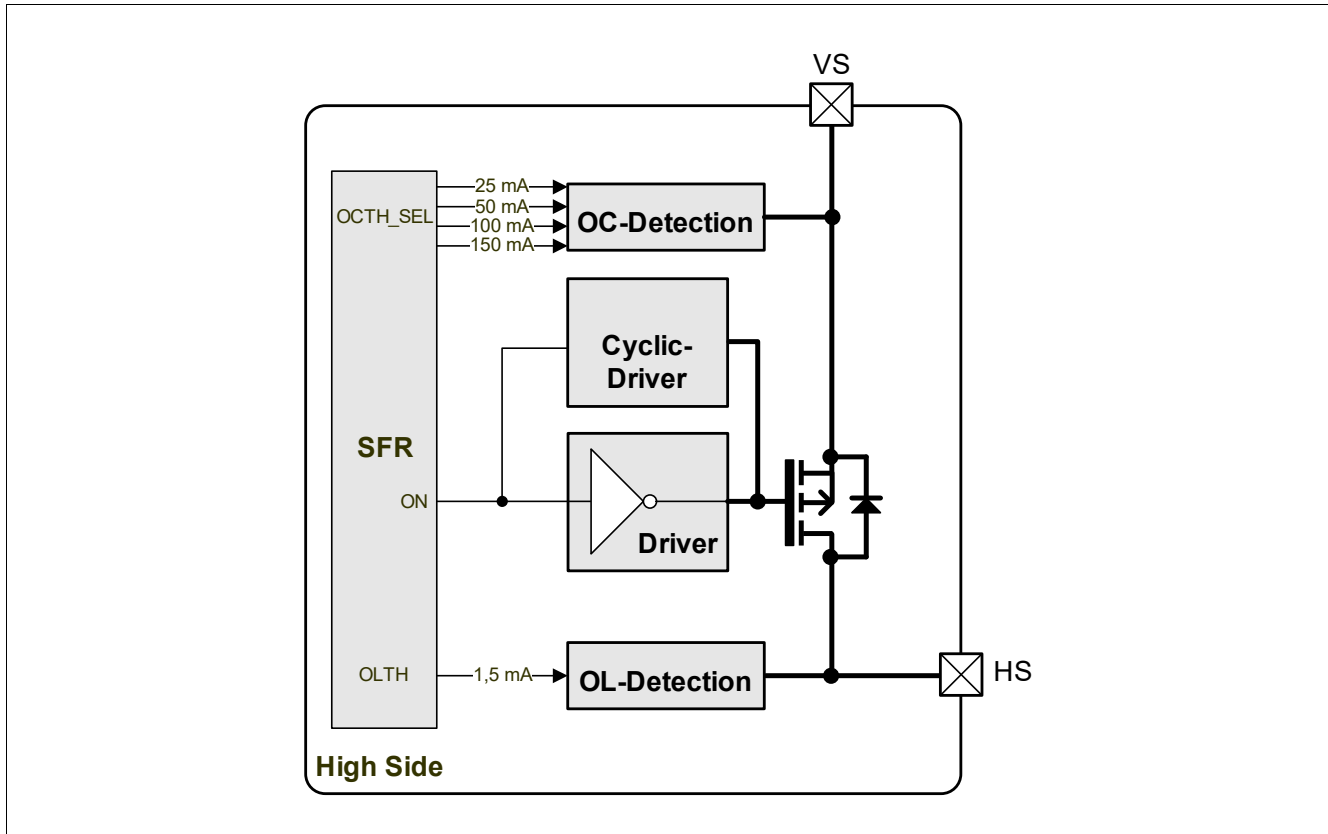 VS
25 mA
50 mA
OCTH_SEL
100 mA
150 mA
OC-Detection
Cyclic-
Driver
SFR
ON
Driver
OLTH
1,5 mA
OL-Detection
HS
High Side